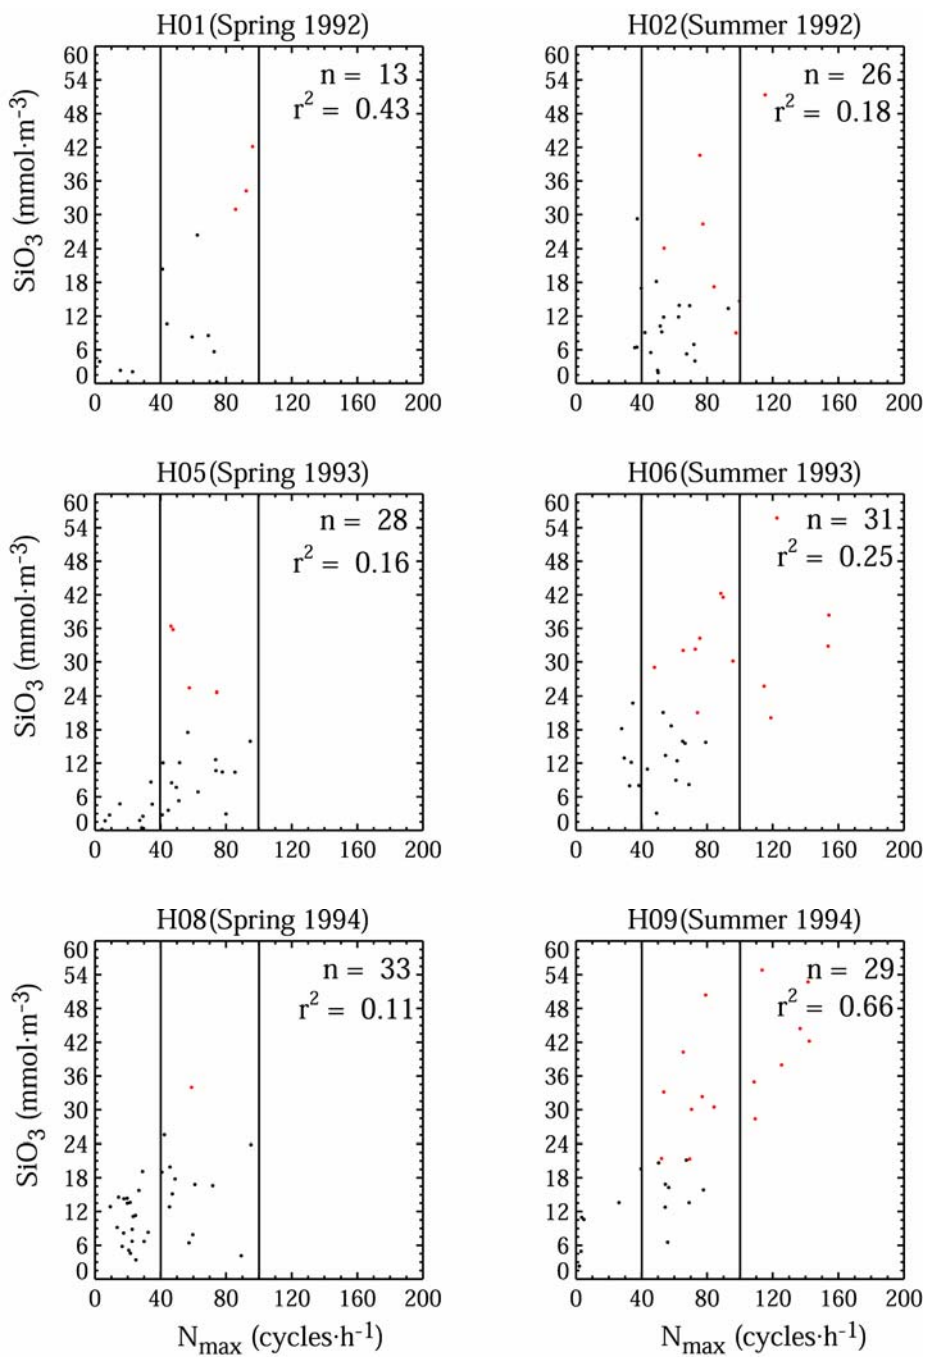 H01(Spring 1992)
n = 13
r² = 0.43
SiO₃ (mmol·m⁻³)
60
54
48
42
36
30
24
18
12
6
0
0 40 80 120 160 200
H02(Summer 1992)
n = 26
r² = 0.18
60
54
48
42
36
30
24
18
12
6
0
0 40 80 120 160 200
H05(Spring 1993)
n = 28
r² = 0.16
SiO₃ (mmol·m⁻³)
60
54
48
42
36
30
24
18
12
6
0
0 40 80 120 160 200
H06(Summer 1993)
n = 31
r² = 0.25
60
54
48
42
36
30
24
18
12
6
0
0 40 80 120 160 200
H08(Spring 1994)
n = 33
r² = 0.11
SiO₃ (mmol·m⁻³)
60
54
48
42
36
30
24
18
12
6
0
0 40 80 120 160 200
N_max (cycles·h⁻¹)
H09(Summer 1994)
n = 29
r² = 0.66
60
54
48
42
36
30
24
18
12
6
0
0 40 80 120 160 200
N_max (cycles·h⁻¹)